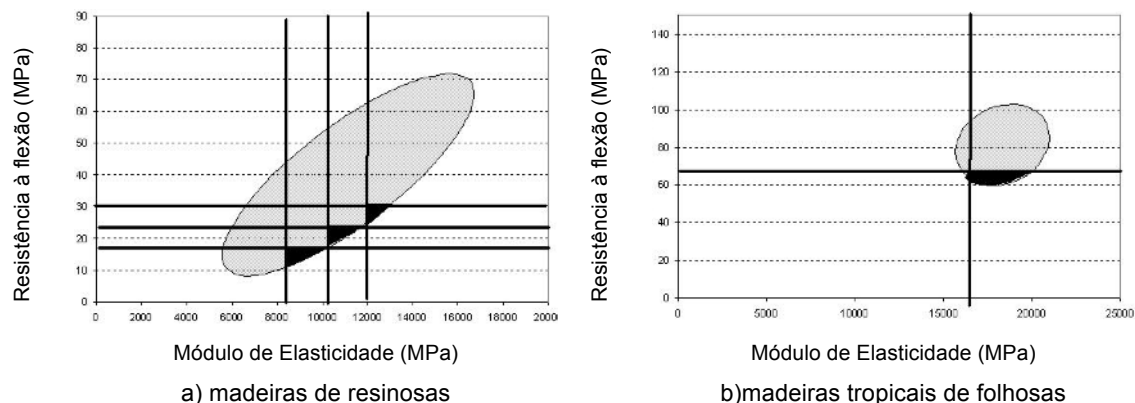 Resistência à flexão (MPa)
90
80
70
60
50
40
30
20
10
0
0 2000 4000 6000 8000 10000 12000 14000 16000 18000 2000
Módulo de Elasticidade (MPa)
a) madeiras de resinosas
Resistência à flexão (MPa)
140
120
100
80
60
40
20
0
0 5000 10000 15000 20000 25000
Módulo de Elasticidade (MPa)
b)madeiras tropicais de folhosas